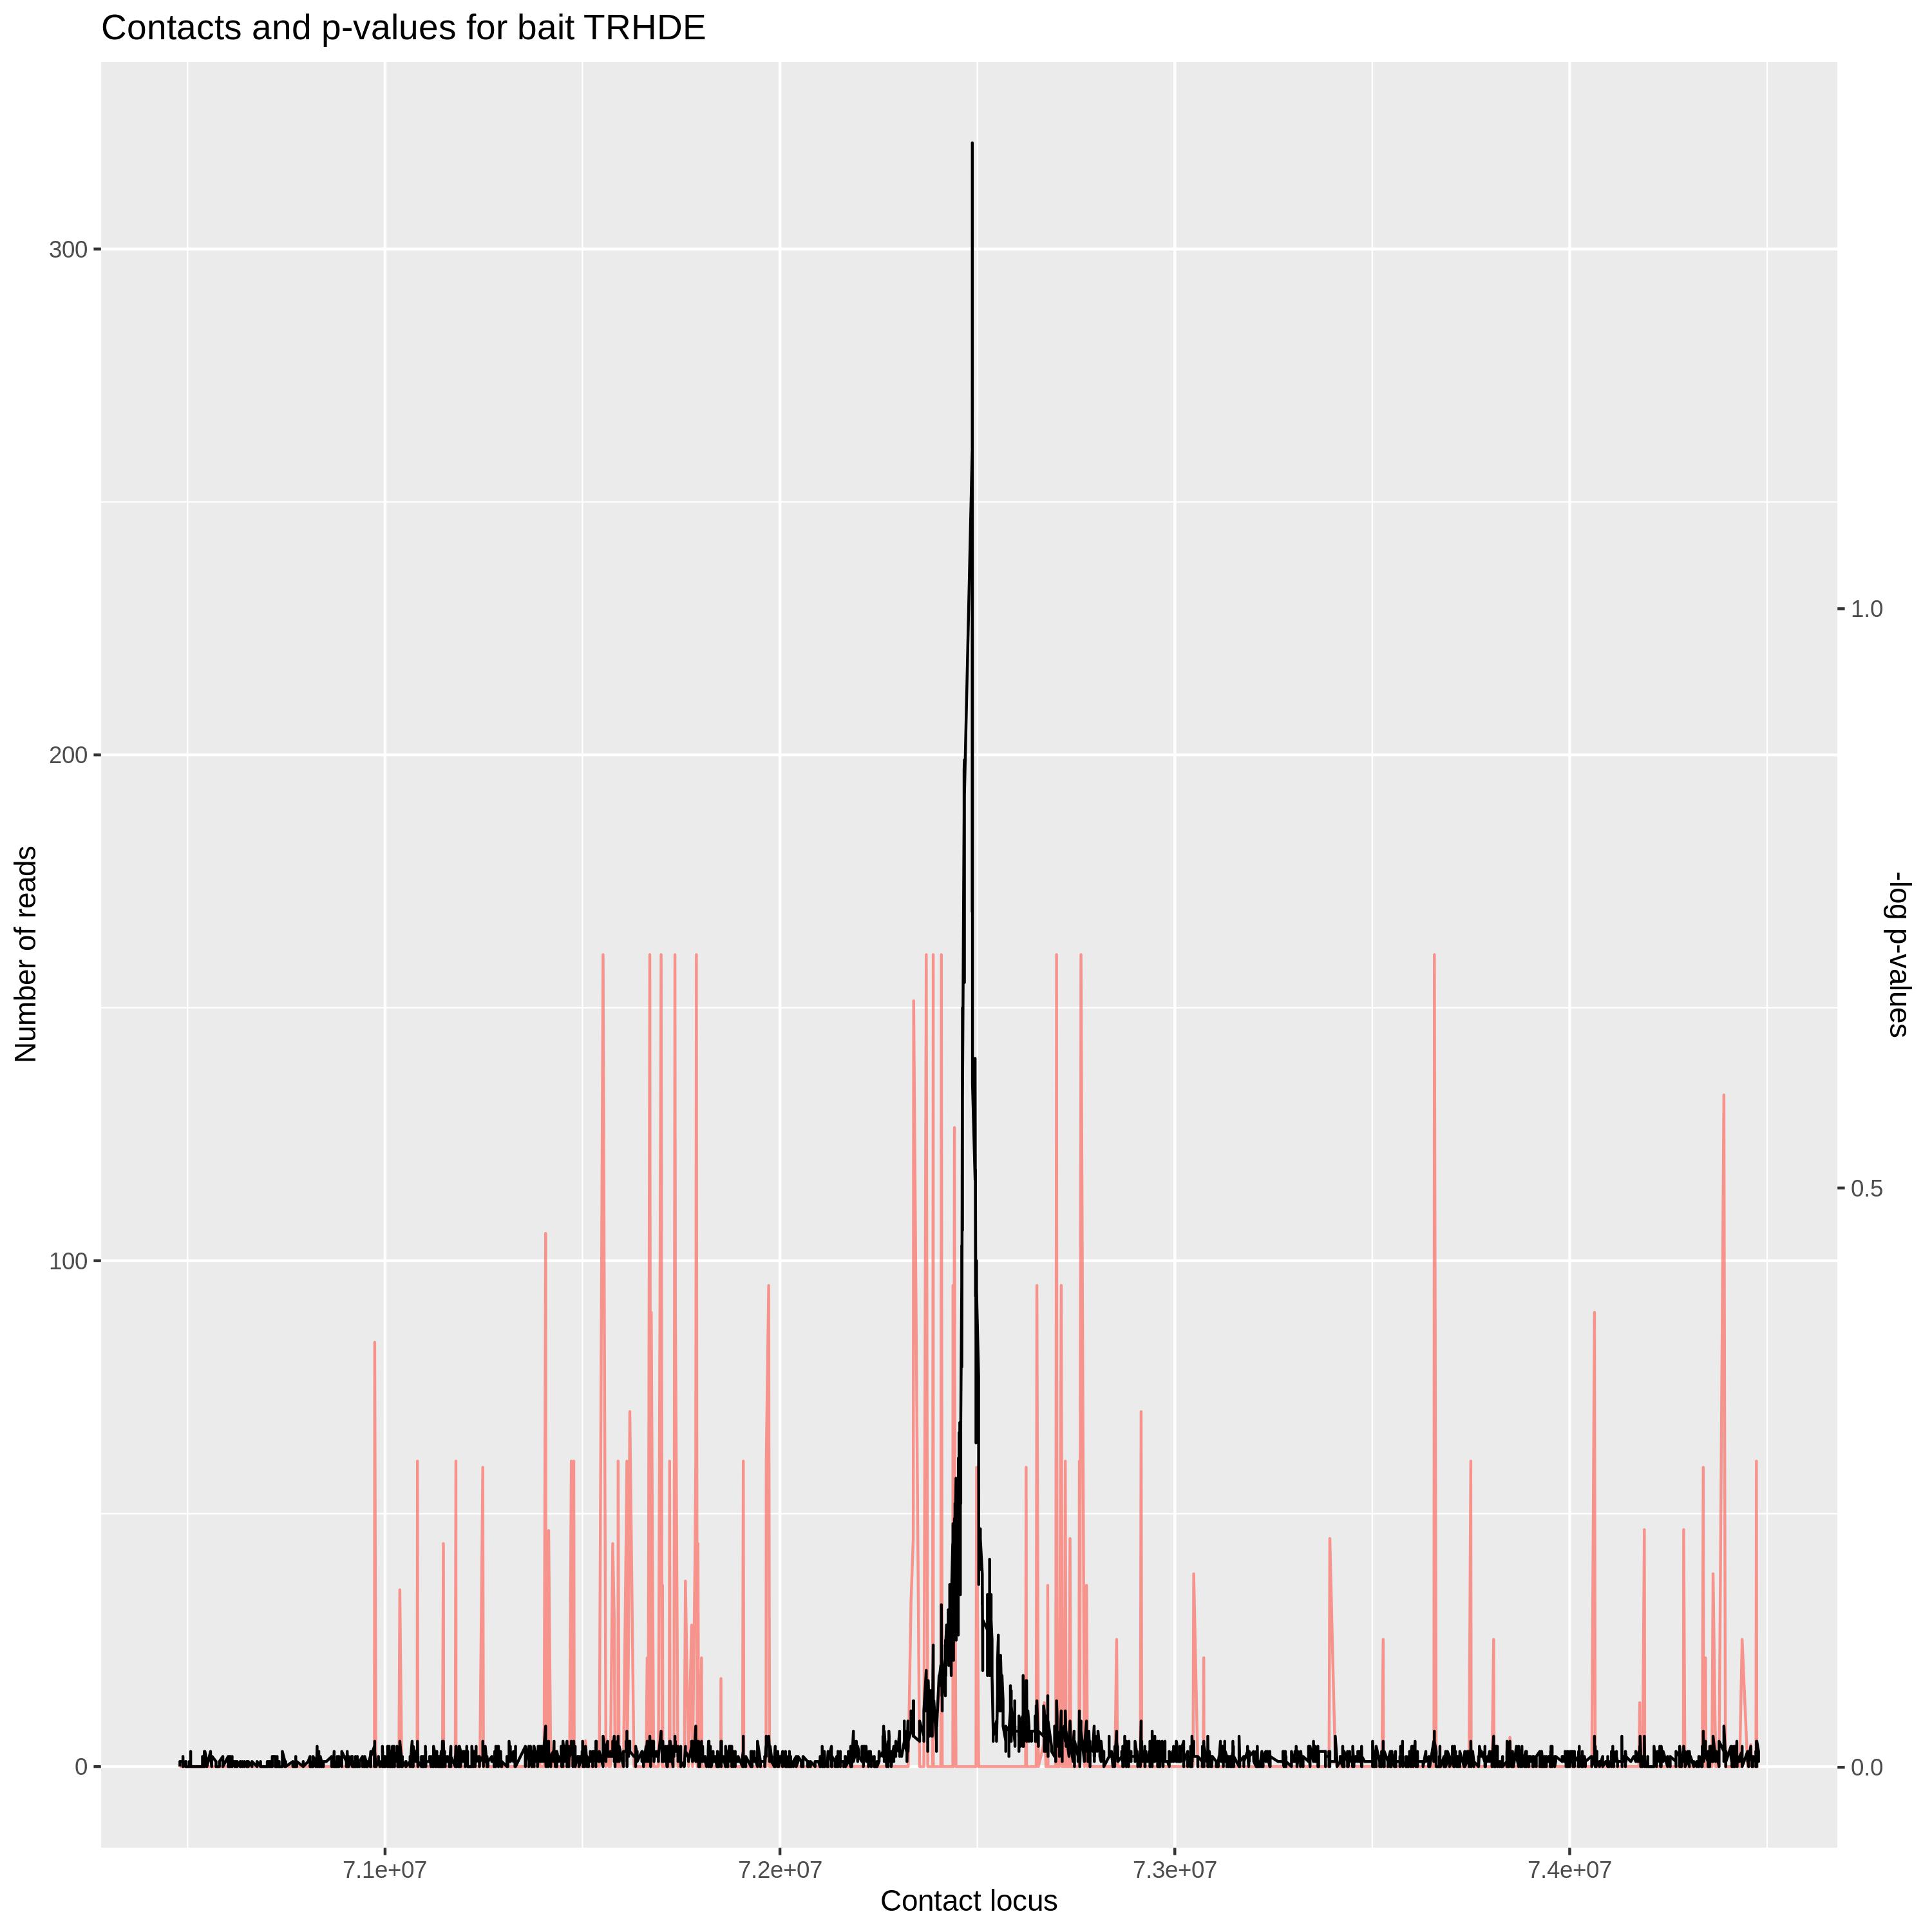 Contacts and p-values for bait TRHDE
300
200
100
0
Number of reads
1.0
0.5
0.0
-log p-values
7.1e+07
7.2e+07
7.3e+07
7.4e+07
Contact locus